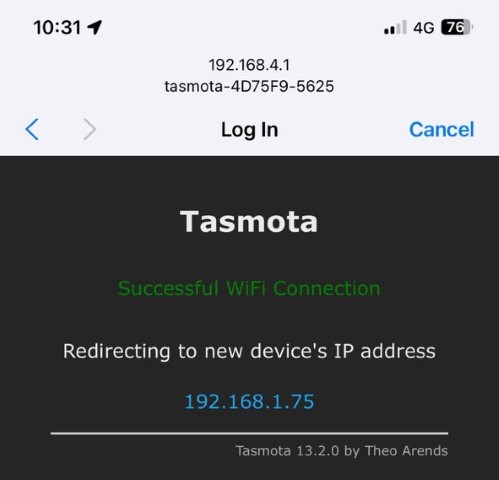 10:31
4G 76
192.168.4.1
tasmota-4D75F9-5625
Log In
Cancel
Tasmota
Successful WiFi Connection
Redirecting to new device's IP address
192.168.1.75
Tasmota 13.2.0 by Theo Arends